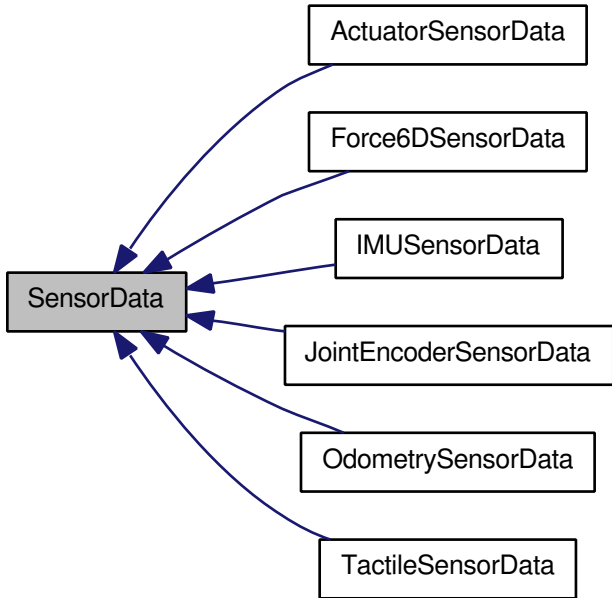 ActuatorSensorData
Force6DSensorData
IMUSensorData
SensorData
JointEncoderSensorData
OdometrySensorData
TactileSensorData